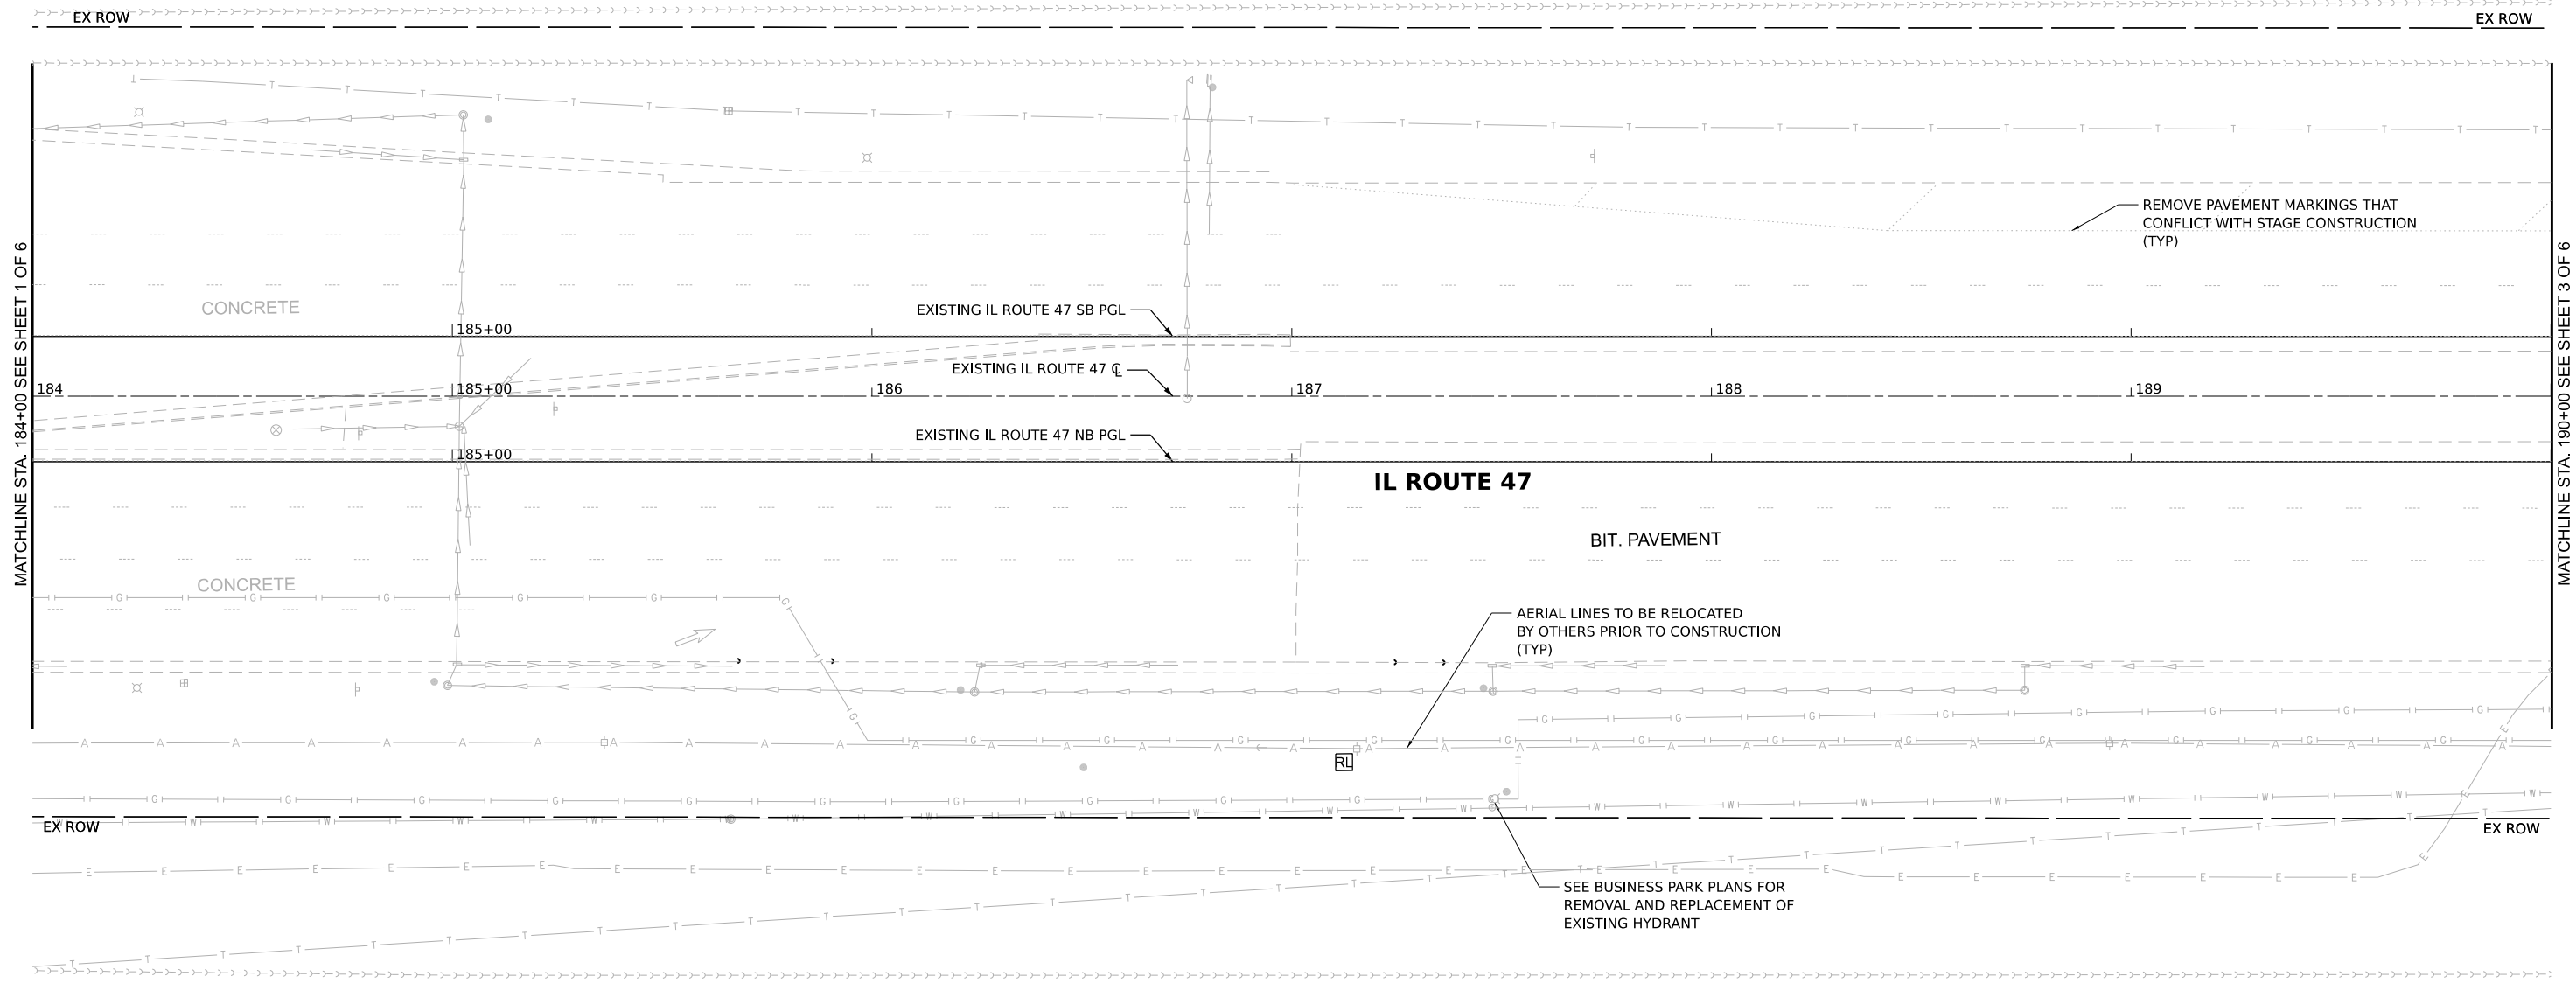 EX ROW
EX ROW
REMOVE PAVEMENT MARKINGS THAT
CONFLICT WITH STAGE CONSTRUCTION
(TYP)
MATCHLINE STA. 184+00 SEE SHEET 1 OF 6
MATCHLINE STA. 190+00 SEE SHEET 3 OF 6
CONCRETE
EXISTING IL ROUTE 47 SB PGL
185+00
EXISTING IL ROUTE 47 ℄
184
185+00
186
187
188
189
EXISTING IL ROUTE 47 NB PGL
185+00
IL ROUTE 47
BIT. PAVEMENT
CONCRETE
AERIAL LINES TO BE RELOCATED
BY OTHERS PRIOR TO CONSTRUCTION
(TYP)
RL
EX ROW
EX ROW
SEE BUSINESS PARK PLANS FOR
REMOVAL AND REPLACEMENT OF
EXISTING HYDRANT